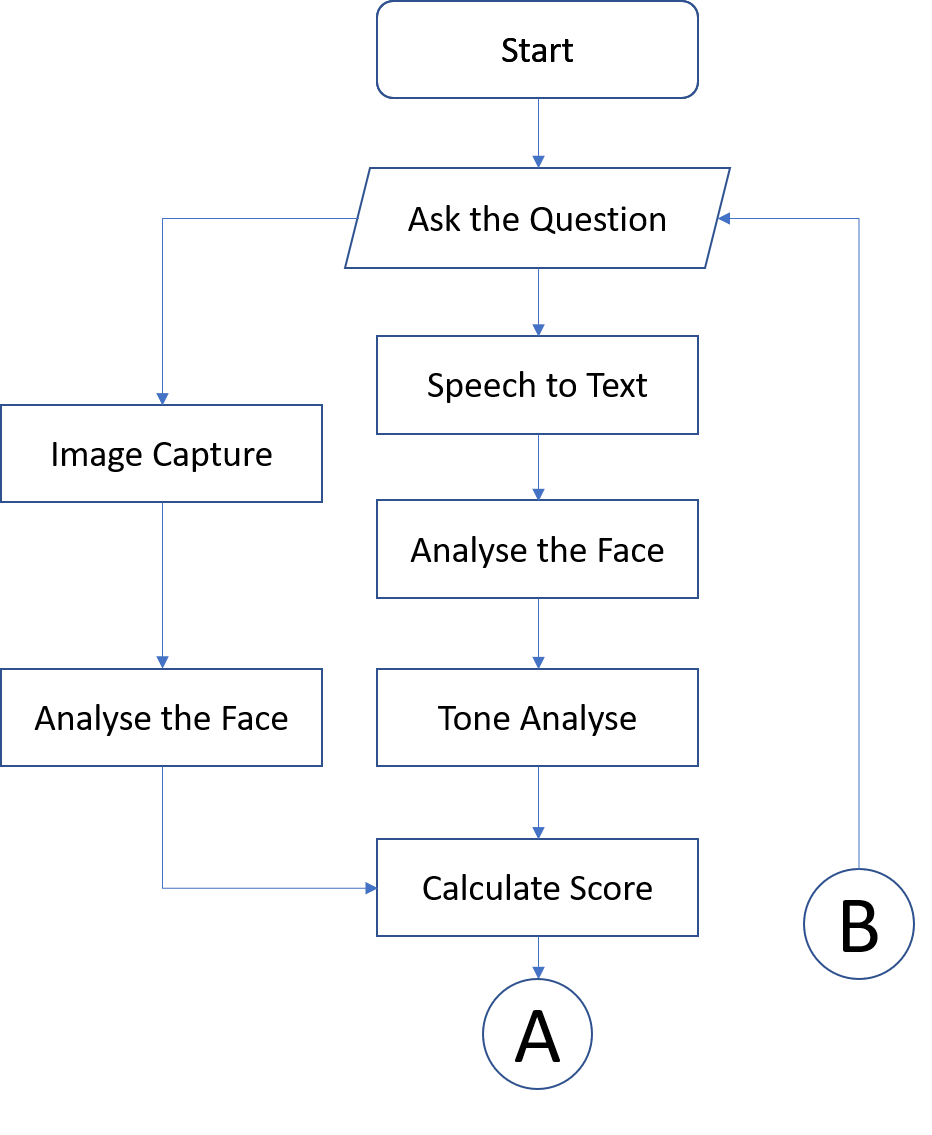 Start
Ask the Question
Speech to Text
Image Capture
Analyse the Face
Analyse the Face
Tone Analyse
Calculate Score
B
A